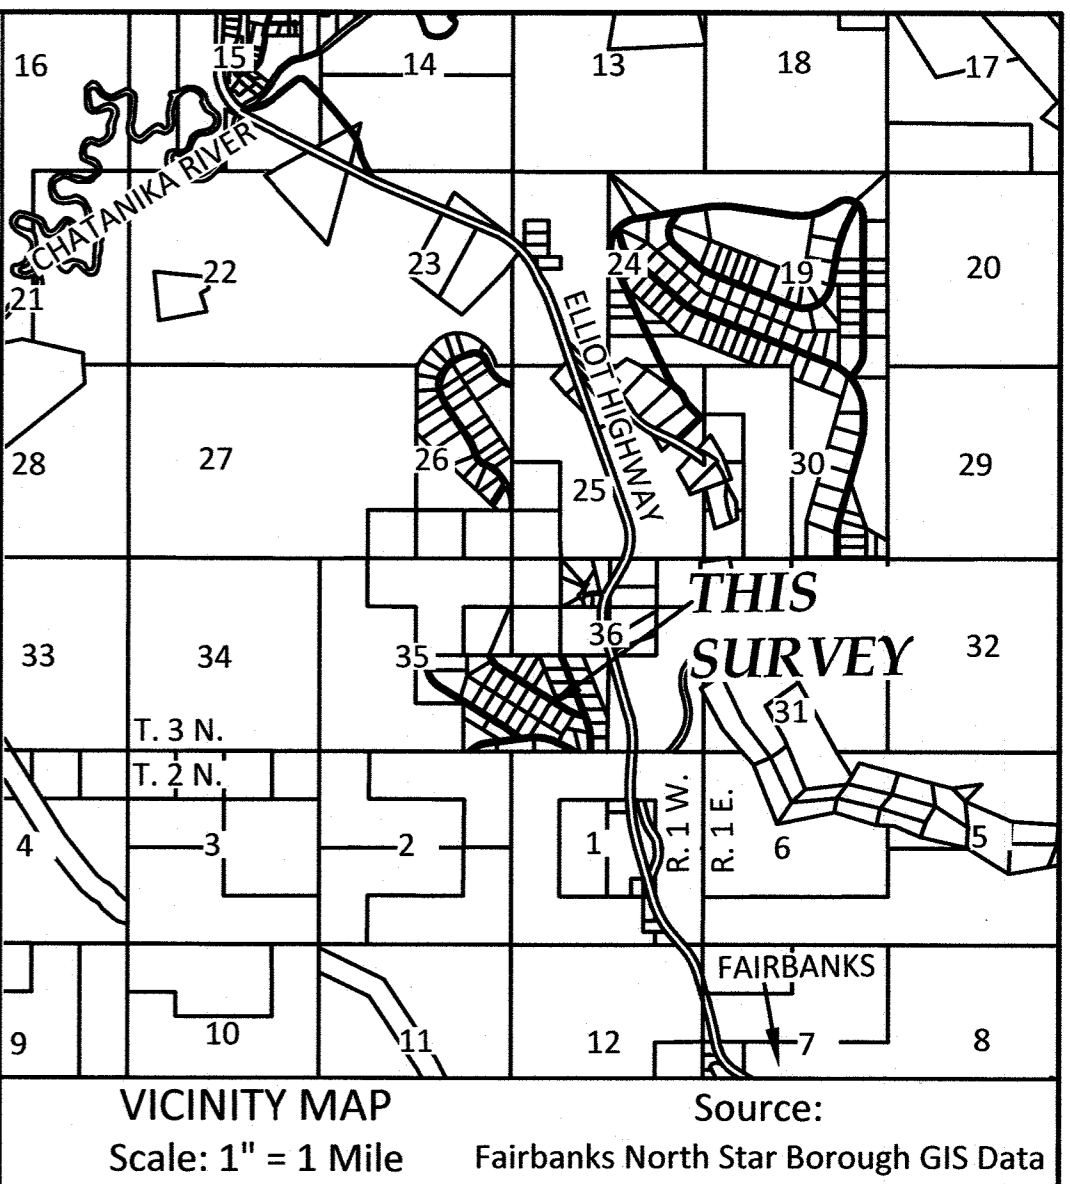 15
16
14
13
18
17
CHATANIKA RIVER
21
22
23
24
19
20
ELLIOT HIGHWAY
28
27
26
25
30
29
THIS
SURVEY
33
34
35
36
31
32
T. 3 N.
T. 2 N.
R. 1 W.
R. 1 E.
4
3
2
1
6
5
FAIRBANKS
9
10
11
12
7
8
VICINITY MAP
Scale: 1" = 1 Mile
Source:
Fairbanks North Star Borough GIS Data